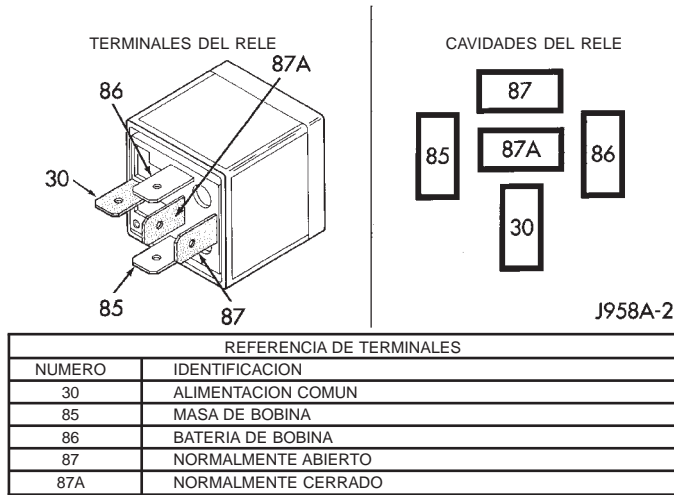 TERMINALES DEL RELE
87A
86
30
85
87
CAVIDADES DEL RELE
87
85
87A
86
30
J958A-2
REFERENCIA DE TERMINALES
NUMERO IDENTIFICACION
30 ALIMENTACION COMUN
85 MASA DE BOBINA
86 BATERIA DE BOBINA
87 NORMALMENTE ABIERTO
87A NORMALMENTE CERRADO